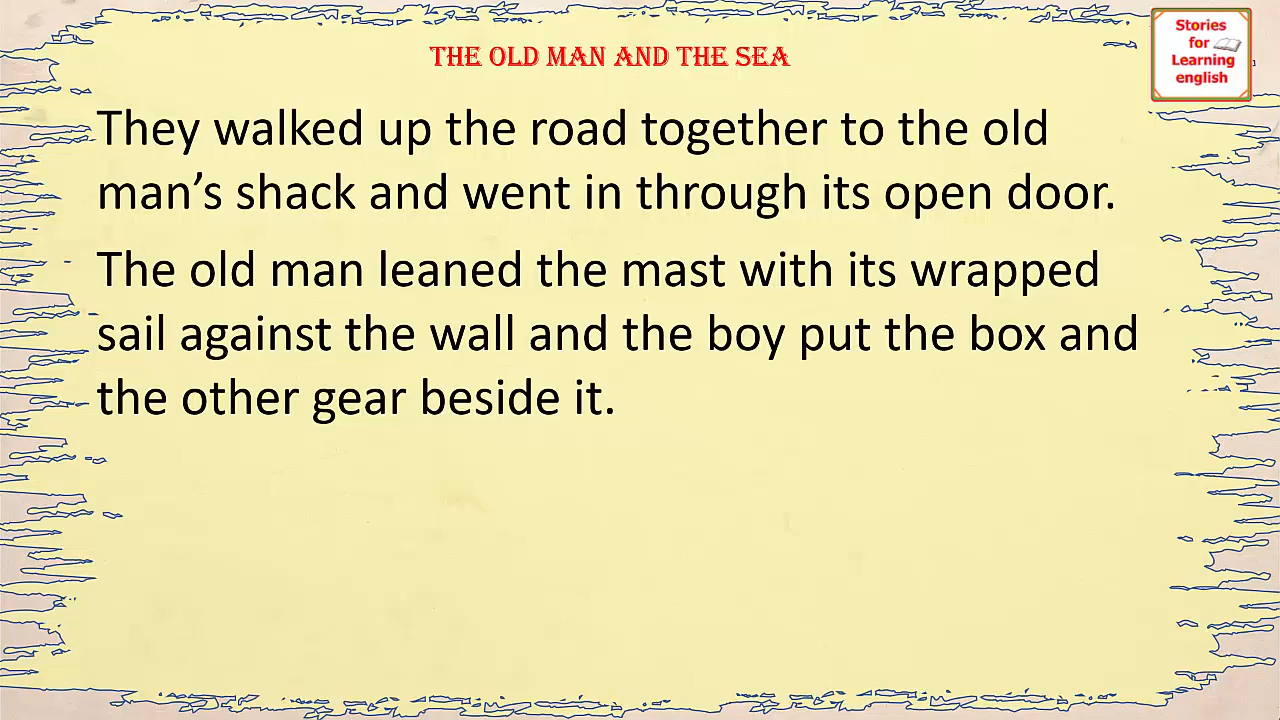 THE OLD MAN AND THE SEA
Stories
for
Learning
english
They walked up the road together to the old
man’s shack and went in through its open door.
The old man leaned the mast with its wrapped
sail against the wall and the boy put the box and
the other gear beside it.